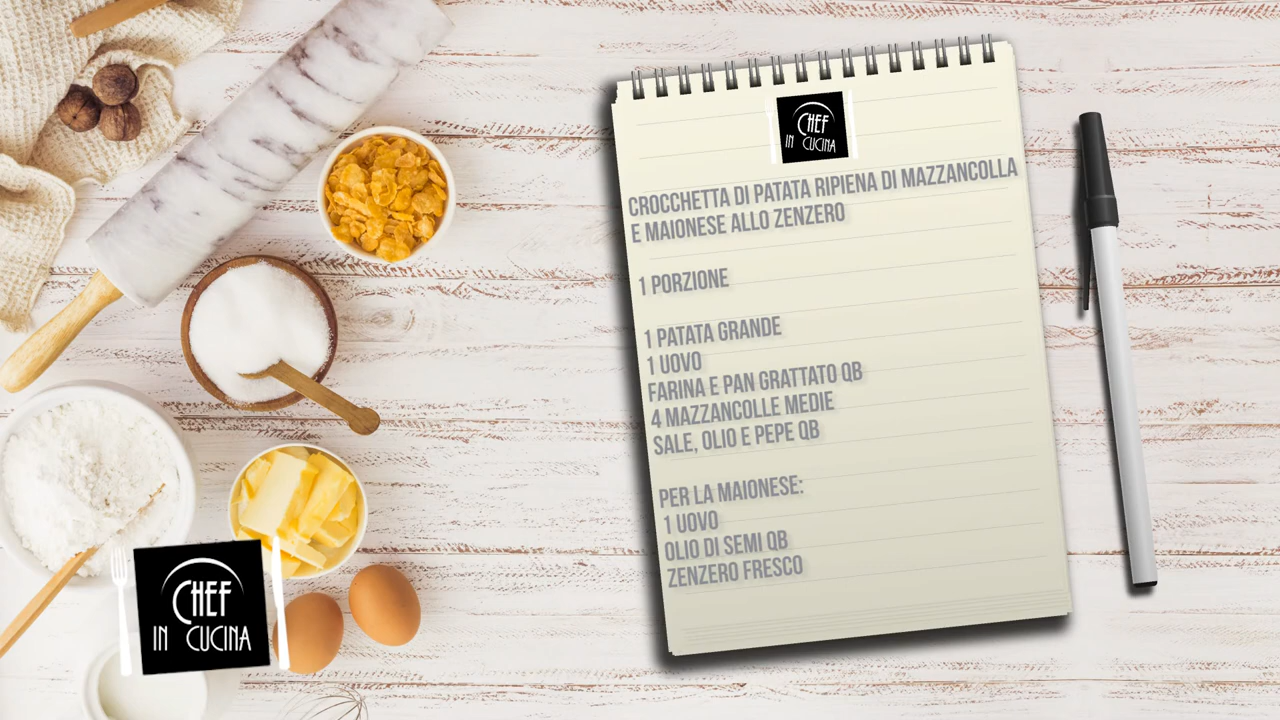 CHEF
IN CUCINA
CROCCHETTA DI PATATA RIPIENA DI MAZZANCOLLA
E MAIONESE ALLO ZENZERO
1 PORZIONE
1 PATATA GRANDE
1 UOVO
FARINA E PAN GRATTATO QB
4 MAZZANCOLLE MEDIE
SALE, OLIO E PEPE QB
PER LA MAIONESE:
1 UOVO
OLIO DI SEMI QB
ZENZERO FRESCO
CHEF
IN CUCINA